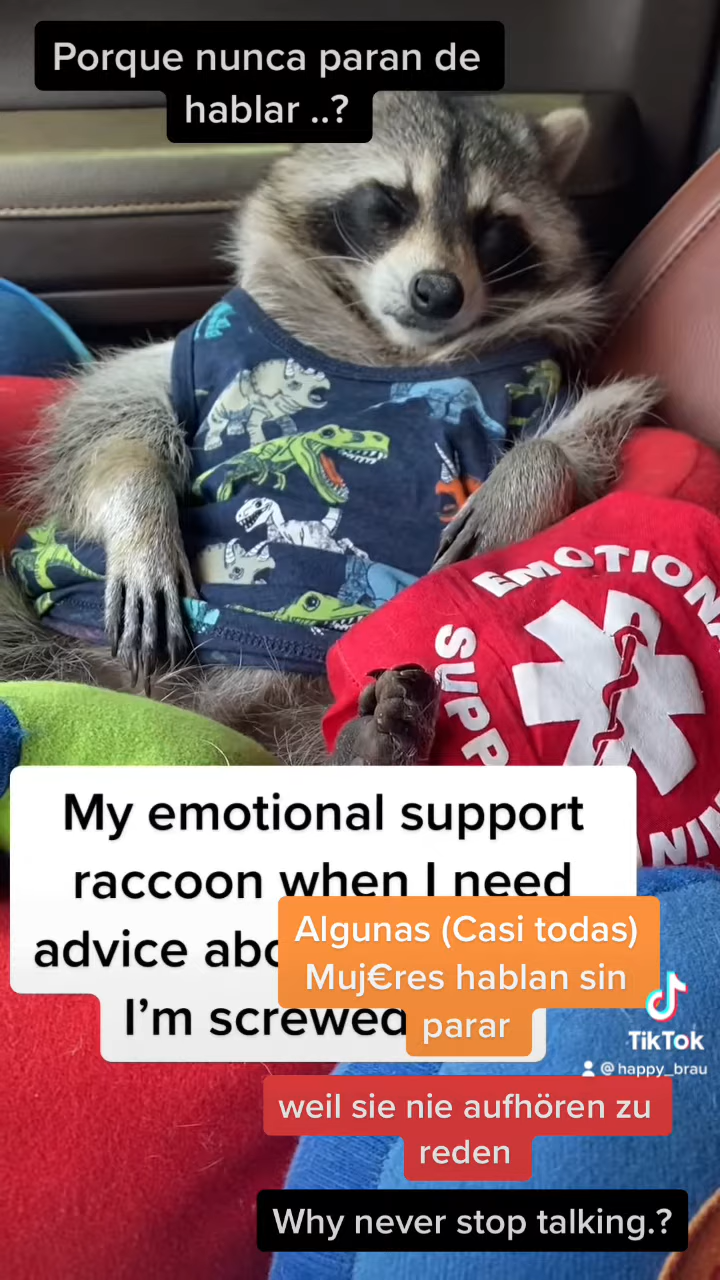 Porque nunca paran de
hablar ..?
EMOTIONA
SUPP
My emotional support
raccoon when I need
advice abo
I'm screwed
Algunas (Casi todas)
Muj€res hablan sin
parar
TikTok
@happy_brau
weil sie nie aufhören zu
reden
Why never stop talking.?